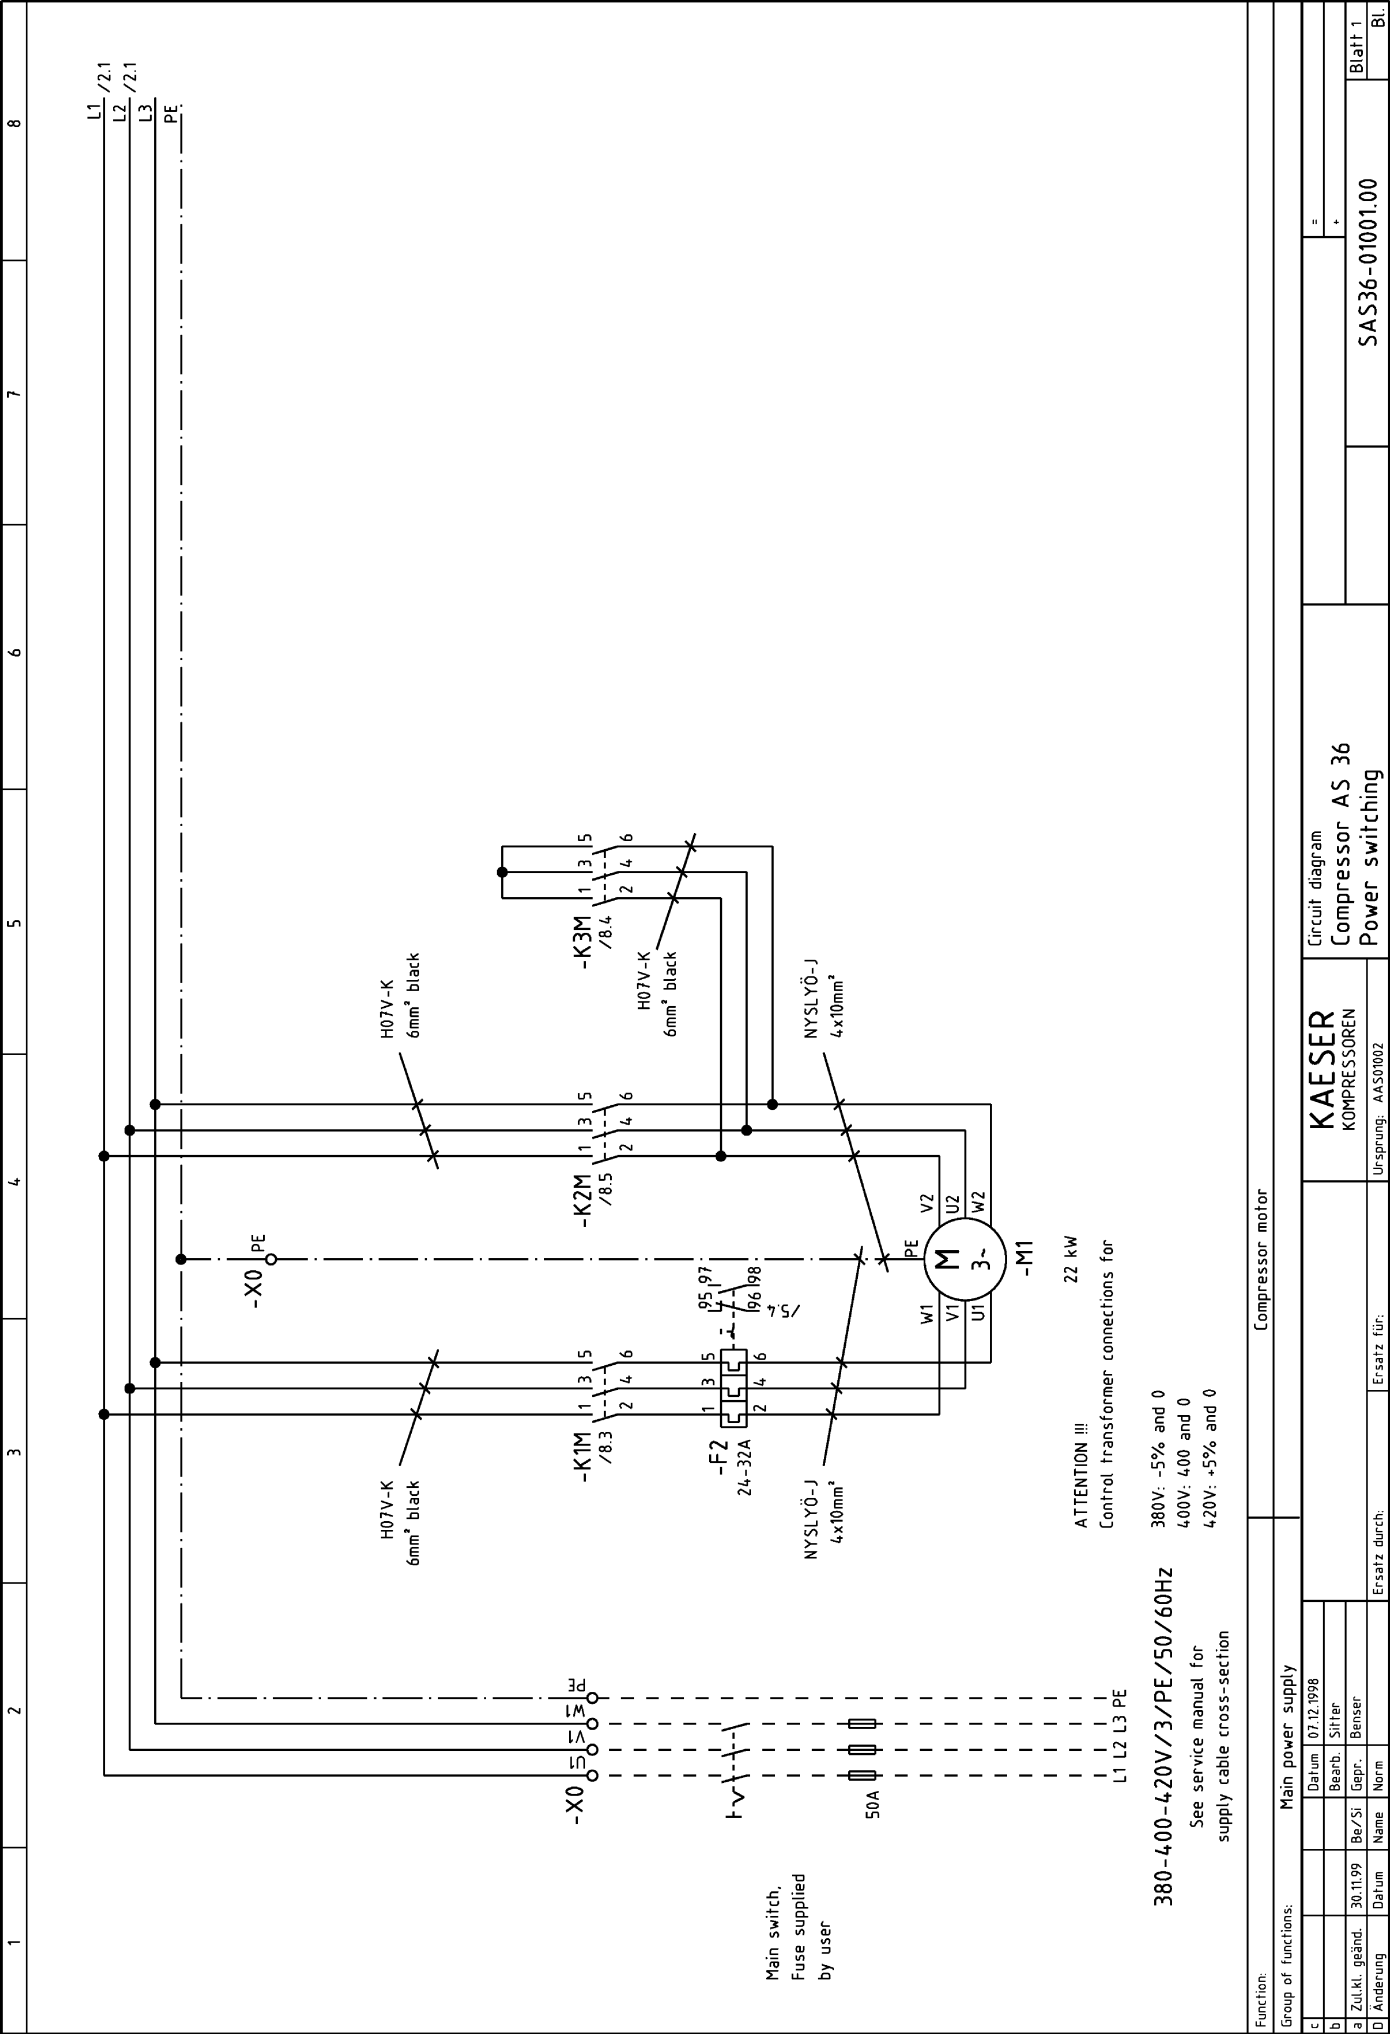 1 2 3 4 5 6 7 8
L1 /2.1
L2 /2.1
L3
PE
-X0 PE
H07V-K
6mm² black
H07V-K
6mm² black
-X0 U1 V1 W1 PE
-K1M
/8.3
1 3 5
2 4 6
-K2M
/8.5
1 3 5
2 4 6
-K3M
/8.4
1 3 5
2 4 6
H07V-K
6mm² black
-F2
24-32A
1 3 5
2 4 6
95 97
96 98
/5.4
Main switch,
Fuse supplied
by user
50A
NYSLYÖ-J
4x10mm²
NYSLYÖ-J
4x10mm²
W1
V1
U1
PE
V2
U2
W2
M
3~
-M1
22 kW
L1 L2 L3 PE
ATTENTION !!!
Control transformer connections for
380V: -5% and 0
400V: 400 and 0
420V: +5% and 0
380-400-420V/3/PE/50/60Hz
See service manual for
supply cable cross-section
Function:
Compressor motor
Group of functions:
Main power supply
c
b
a Zul.kl. geänd. 30.11.99 Be/Si
D Änderung Datum Name Norm
Datum 07.12.1998
Bearb. Sitter
Gepr. Benser
Ersatz durch:
Ersatz für:
KAESER
KOMPRESSOREN
Ursprung: AAS01002
Circuit diagram
Compressor AS 36
Power switching
=
+
SAS36-01001.00
Blatt 1
Bl.